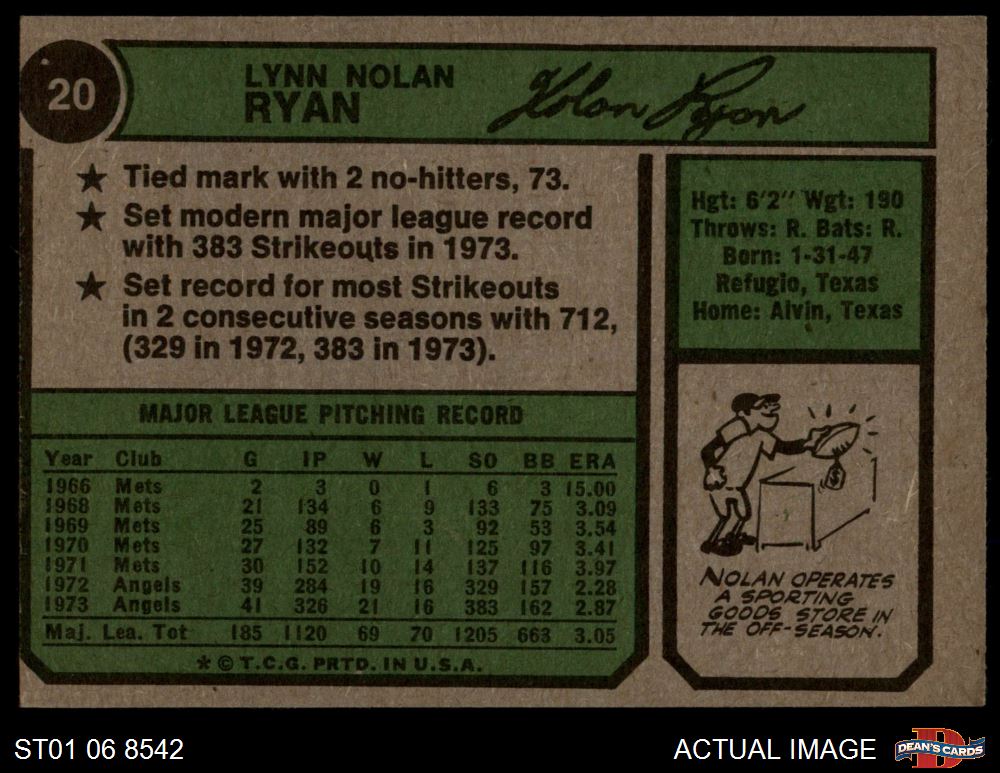 20
LYNN NOLAN
RYAN
Nolan Ryan
★ Tied mark with 2 no-hitters, 73.
★ Set modern major league record
with 383 Strikeouts in 1973.
★ Set record for most Strikeouts
in 2 consecutive seasons with 712,
(329 in 1972, 383 in 1973).
Hgt: 6'2" Wgt: 190
Throws: R. Bats: R.
Born: 1-31-47
Refugio, Texas
Home: Alvin, Texas
MAJOR LEAGUE PITCHING RECORD
Year Club G IP W L SO BB ERA
1966 Mets 2 3 0 1 6 3 15.00
1968 Mets 21 134 6 9 133 75 3.09
1969 Mets 25 89 6 3 92 53 3.54
1970 Mets 27 132 7 11 125 97 3.41
1971 Mets 30 152 10 14 137 116 3.97
1972 Angels 39 284 19 16 329 157 2.28
1973 Angels 41 326 21 16 383 162 2.87
Maj. Lea. Tot 185 1120 69 70 1205 663 3.05
* © T.C.G. PRTD. IN U.S.A.
$
NOLAN OPERATES
A SPORTING
GOODS STORE IN
THE OFF-SEASON.
ST01 06 8542
ACTUAL IMAGE
D
DEAN'S CARDS